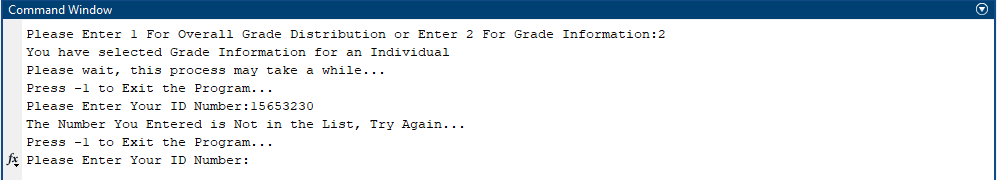 Command Window
Please Enter 1 For Overall Grade Distribution or Enter 2 For Grade Information:2
You have selected Grade Information for an Individual
Please wait, this process may take a while...
Press -1 to Exit the Program...
Please Enter Your ID Number:15653230
The Number You Entered is Not in the List, Try Again...
Press -1 to Exit the Program...
fx Please Enter Your ID Number: